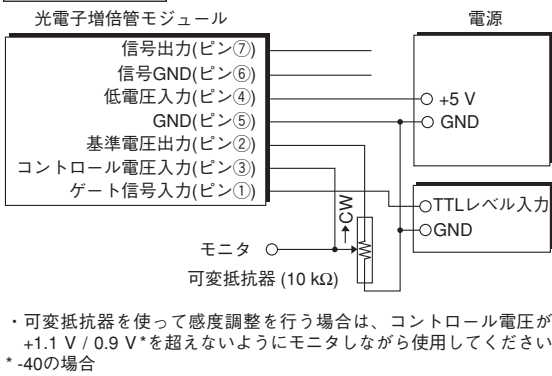 光電子増倍管モジュール
電源
信号出力(ピン⑦)
信号GND(ピン⑥)
低電圧入力(ピン④)
GND(ピン⑤)
基準電圧出力(ピン②)
コントロール電圧入力(ピン③)
ゲート信号入力(ピン①)
+5 V
GND
TTLレベル入力
GND
CW
モニタ
可変抵抗器 (10 kΩ)
・可変抵抗器を使って感度調整を行う場合は、コントロール電圧が
+1.1 V / 0.9 V*を超えないようにモニタしながら使用してください
* -40の場合